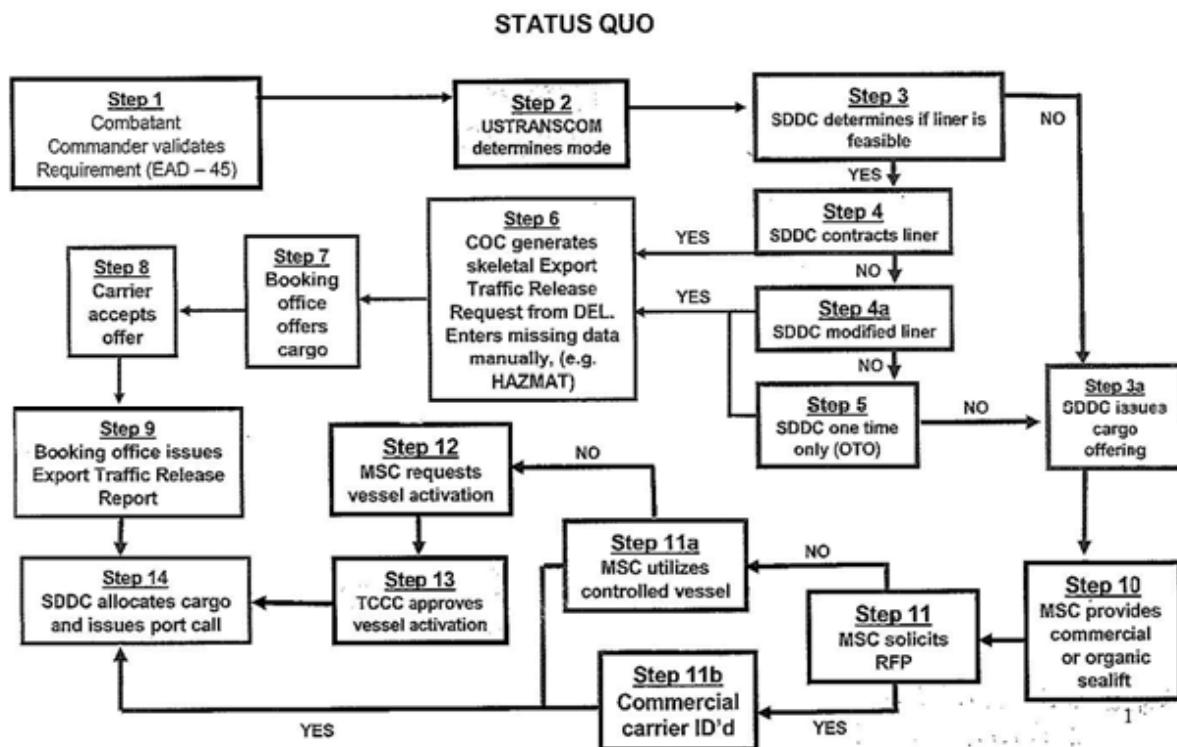 STATUS QUO
Step 1
Combatant
Commander validates
Requirement (EAD – 45)
Step 2
USTRANSCOM
determines mode
Step 3
SDDC determines if liner is
feasible
NO
YES
Step 4
SDDC contracts liner
YES
NO
Step 4a
SDDC modified liner
YES
NO
Step 5
SDDC one time
only (OTO)
NO
Step 3a
SDDC issues
cargo
offering
Step 6
COC generates
skeletal Export
Traffic Release
Request from DEL.
Enters missing data
manually, (e.g.
HAZMAT)
Step 7
Booking
office
offers
cargo
Step 8
Carrier
accepts
offer
Step 9
Booking office issues
Export Traffic Release
Report
Step 10
MSC provides
commercial
or organic
sealift
Step 11
MSC solicits
RFP
NO
YES
Step 11a
MSC utilizes
controlled vessel
NO
Step 11b
Commercial
carrier ID'd
YES
Step 12
MSC requests
vessel activation
Step 13
TCCC approves
vessel activation
Step 14
SDDC allocates cargo
and issues port call
1